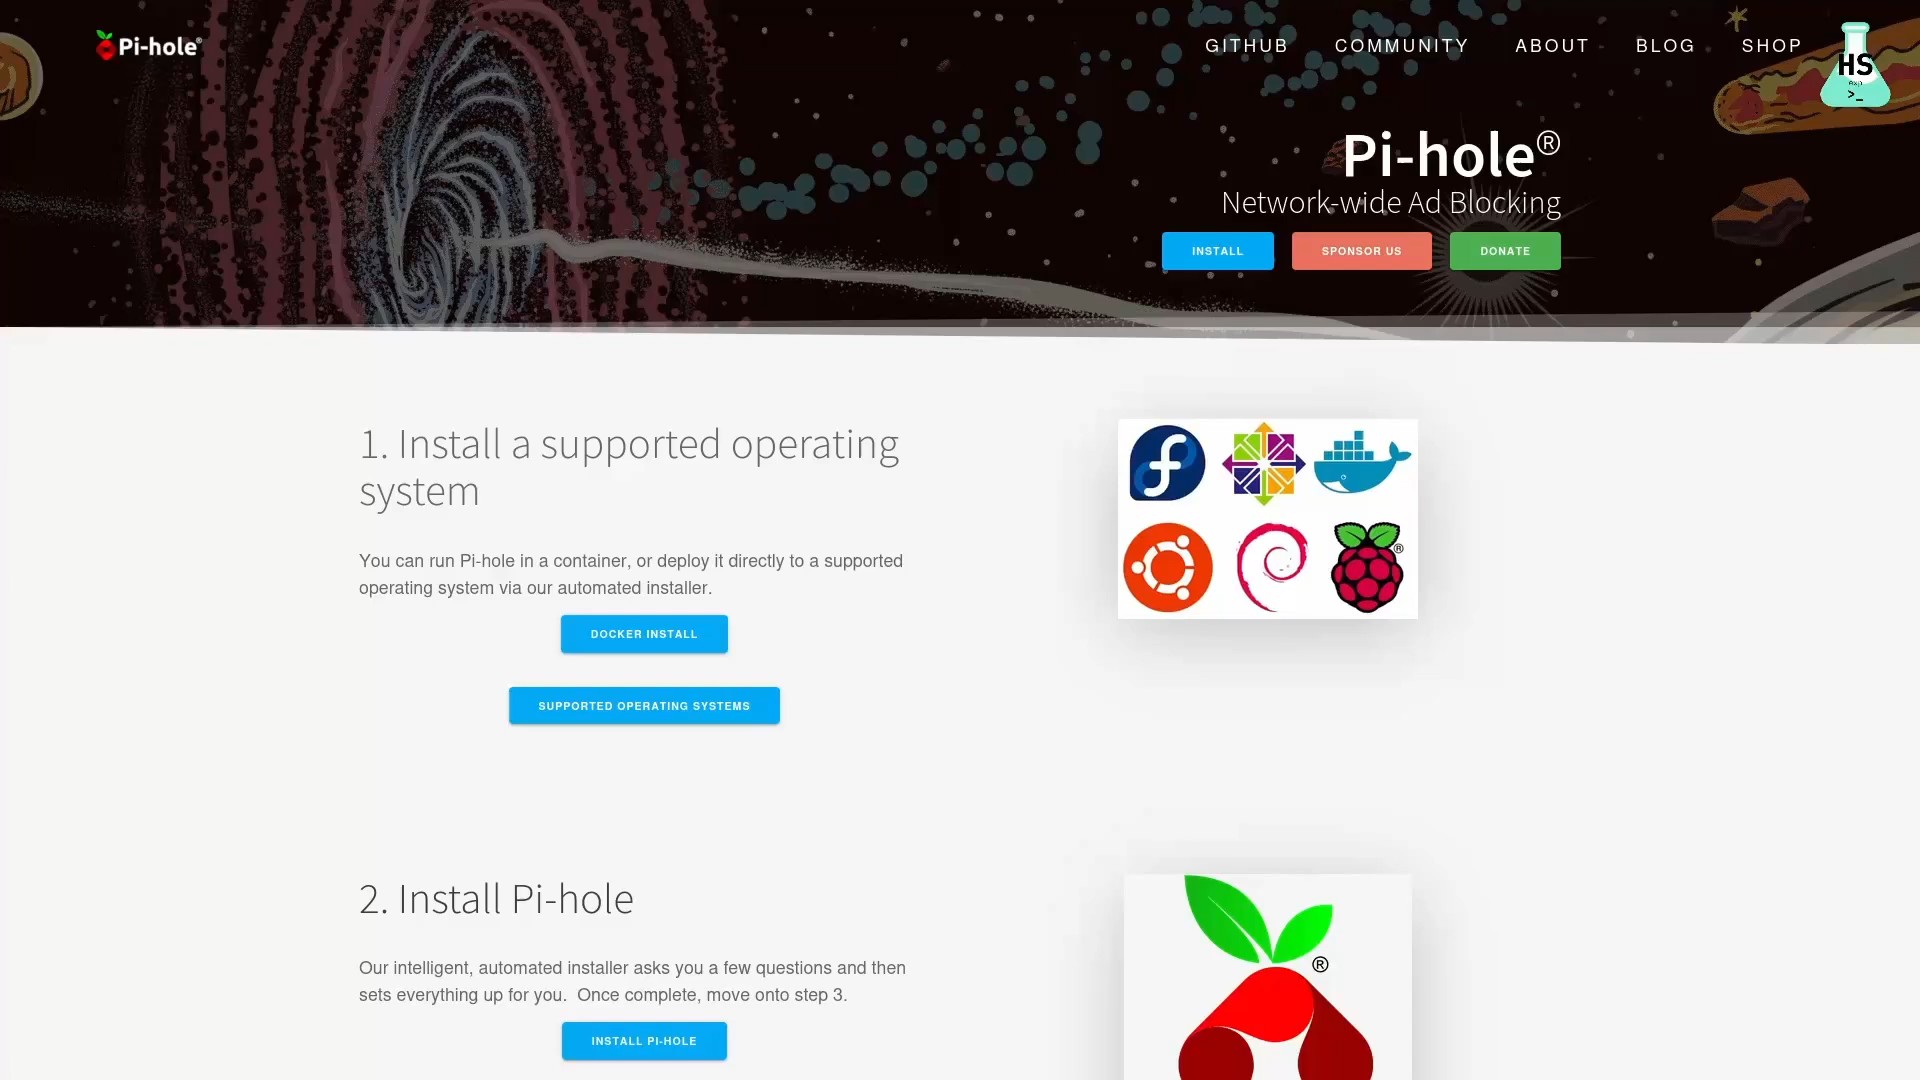 Pi-hole®
GITHUB COMMUNITY ABOUT BLOG SHOP
HS
>_
Pi-hole®
Network-wide Ad Blocking
INSTALL SPONSOR US DONATE
1. Install a supported operating
system
You can run Pi-hole in a container, or deploy it directly to a supported
operating system via our automated installer.
DOCKER INSTALL
SUPPORTED OPERATING SYSTEMS
®
2. Install Pi-hole
Our intelligent, automated installer asks you a few questions and then
sets everything up for you.  Once complete, move onto step 3.
INSTALL PI-HOLE
®